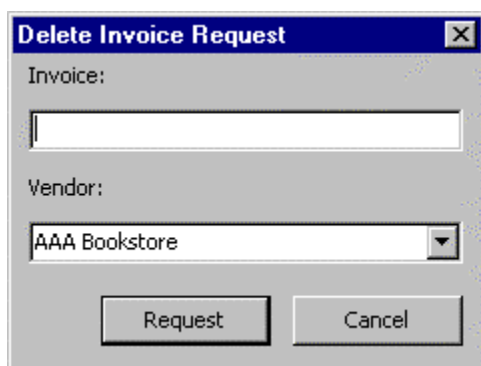 Delete Invoice Request
Invoice:
Vendor:
AAA Bookstore
Request Cancel